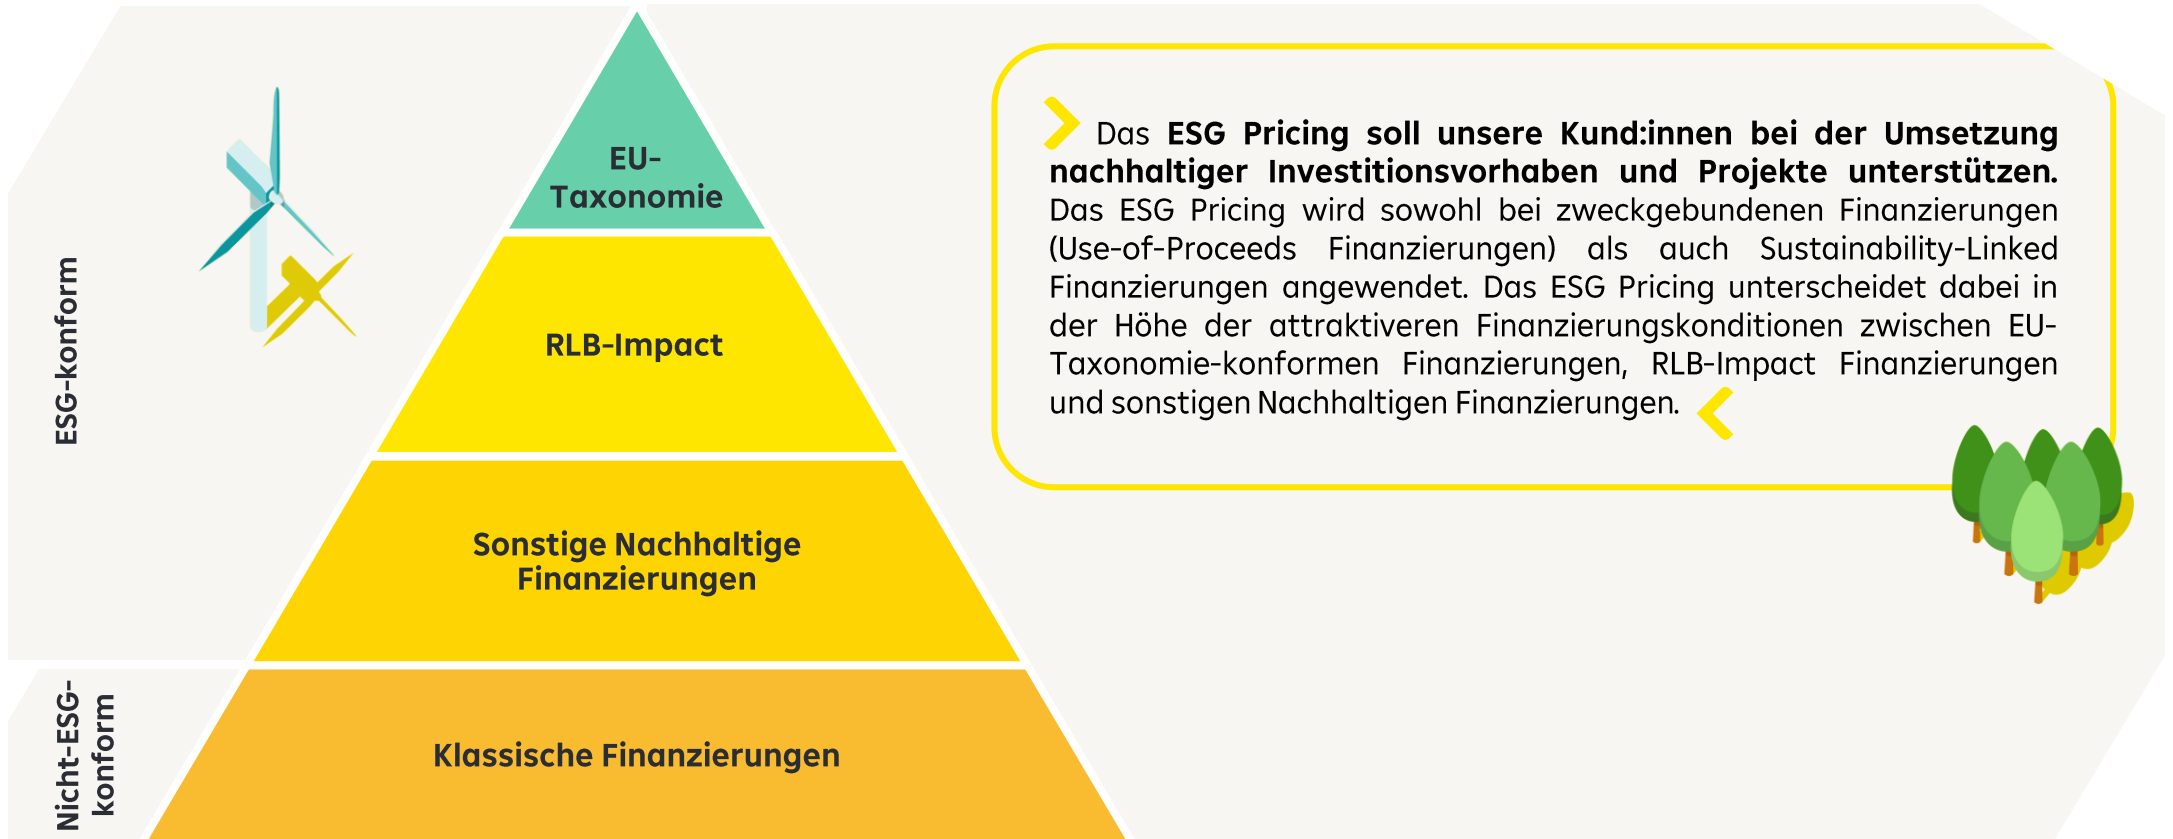 ESG-konform
Nicht-ESG-
konform
EU-
Taxonomie
RLB-Impact
Sonstige Nachhaltige
Finanzierungen
Klassische Finanzierungen
Das ESG Pricing soll unsere Kund:innen bei der Umsetzung
nachhaltiger Investitionsvorhaben und Projekte unterstützen.
Das ESG Pricing wird sowohl bei zweckgebundenen Finanzierungen
(Use-of-Proceeds Finanzierungen) als auch Sustainability-Linked
Finanzierungen angewendet. Das ESG Pricing unterscheidet dabei in
der Höhe der attraktiveren Finanzierungskonditionen zwischen EU-
Taxonomie-konformen Finanzierungen, RLB-Impact Finanzierungen
und sonstigen Nachhaltigen Finanzierungen.